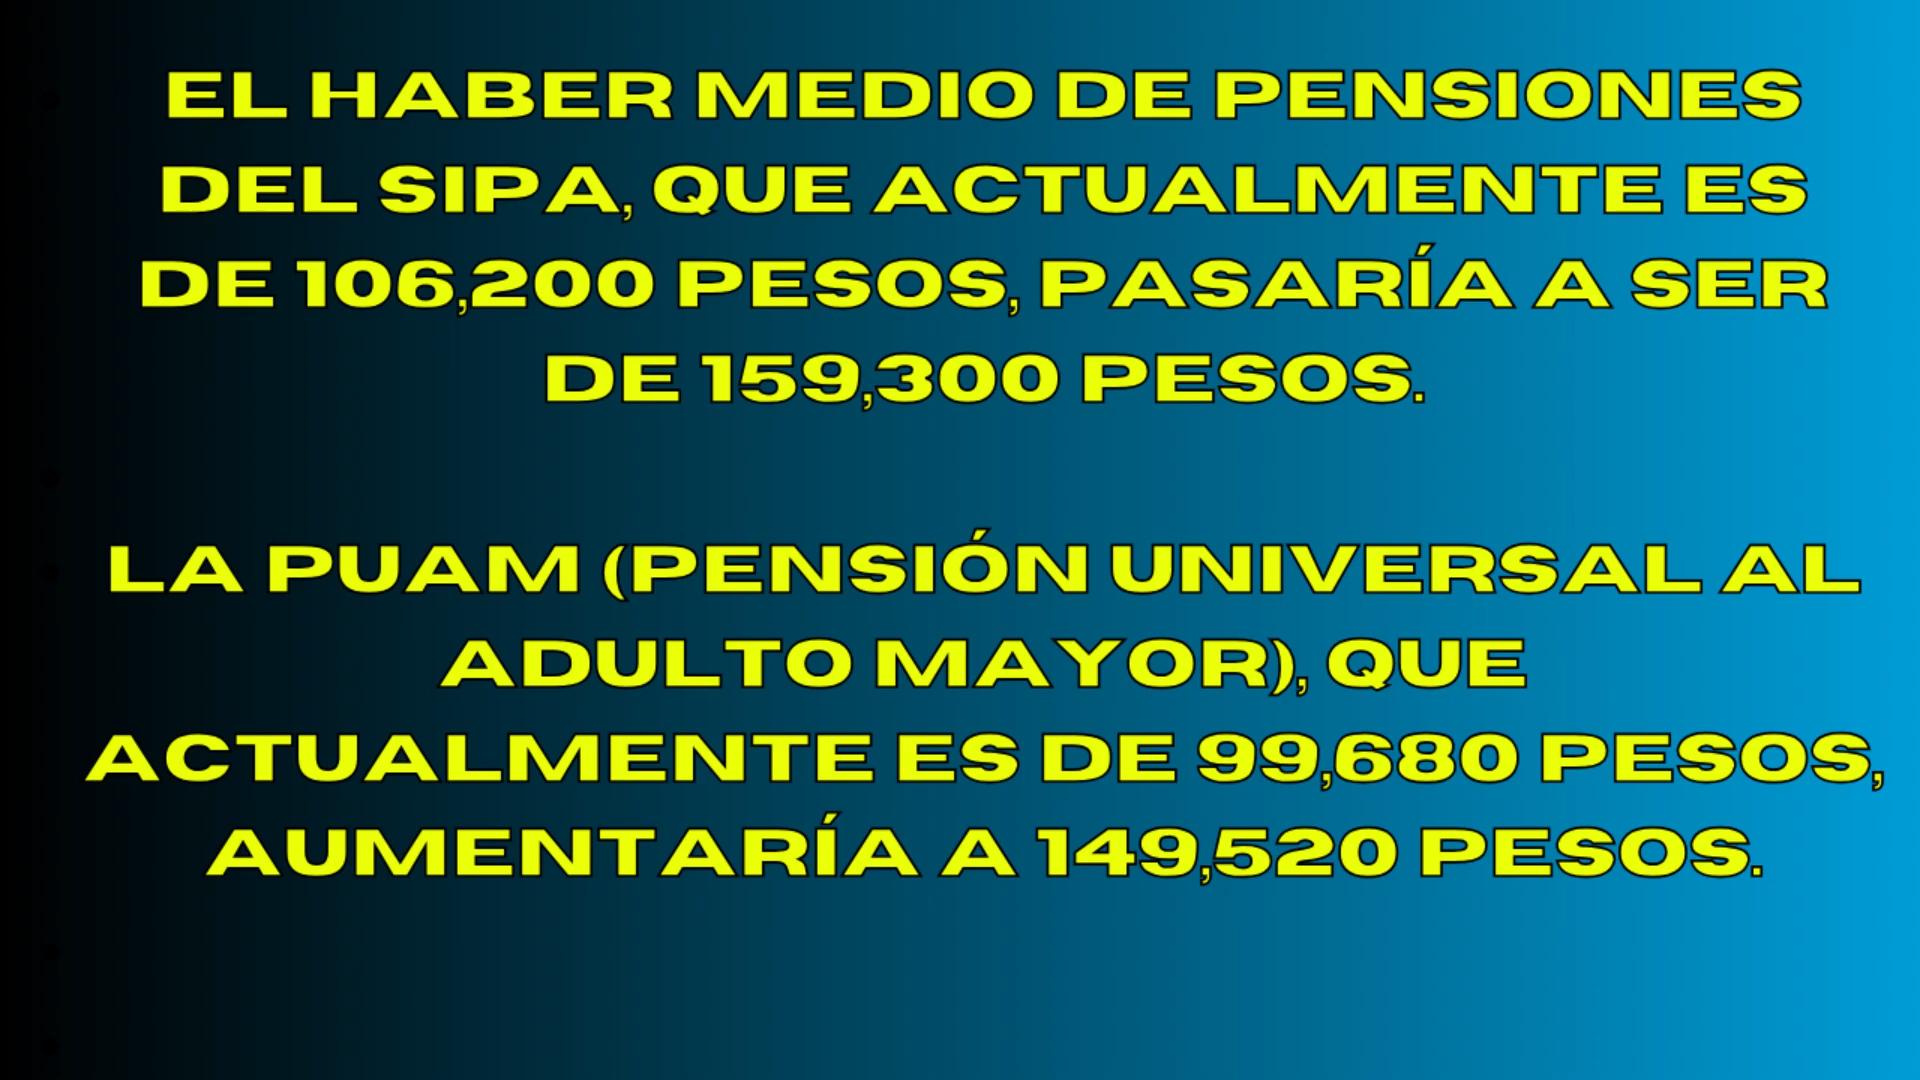 EL HABER MEDIO DE PENSIONES
DEL SIPA, QUE ACTUALMENTE ES
DE 106,200 PESOS, PASARÍA A SER
DE 159,300 PESOS.
LA PUAM (PENSIÓN UNIVERSAL AL
ADULTO MAYOR), QUE
ACTUALMENTE ES DE 99,680 PESOS,
AUMENTARÍA A 149,520 PESOS.